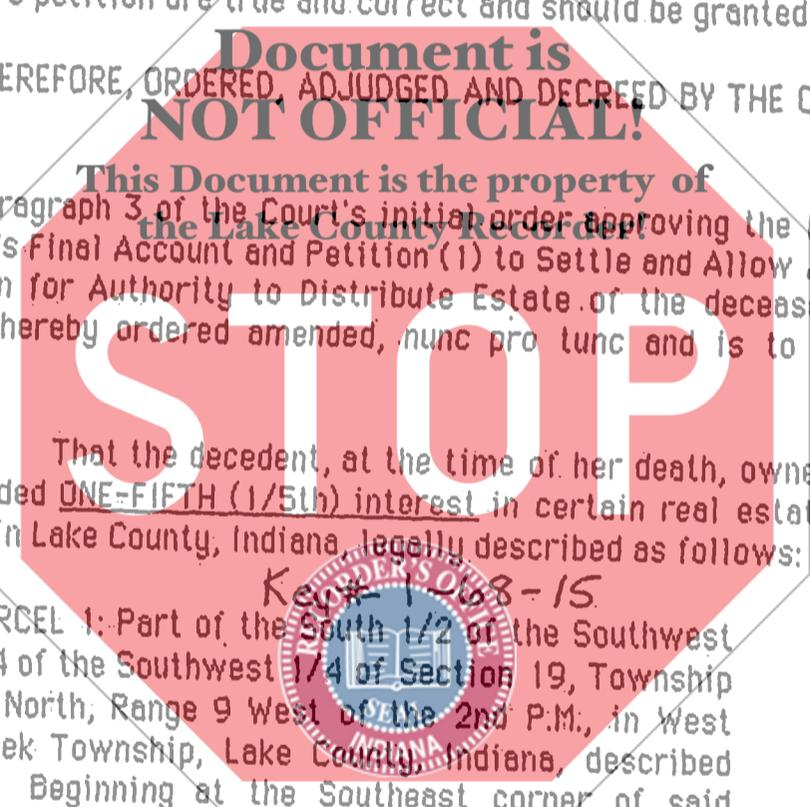 petition are true and correct and should be granted
Document is
EREFORE, ORDERED, ADJUDGED AND DECREED BY THE C
NOT OFFICIAL!
This Document is the property of
ragraph 3 of the Court's initial order approving the
the Lake County Recorder!
's Final Account and Petition (1) to Settle and Allow
n for Authority to Distribute Estate of the deceas
hereby ordered amended, nunc pro tunc and is to
STOP
That the decedent, at the time of her death, owne
ded ONE-FIFTH (1/5th) interest in certain real estat
in Lake County, Indiana, legally described as follows:
Key# 1-268-15
RCEL 1: Part of the South 1/2 of the Southwest
4 of the Southwest 1/4 of Section 19, Township
North, Range 9 West of the 2nd P.M., in West
ek Township, Lake County, Indiana, described
Beginning at the Southeast corner of said
RECORDER'S OFFICE
SEAL
INDIANA